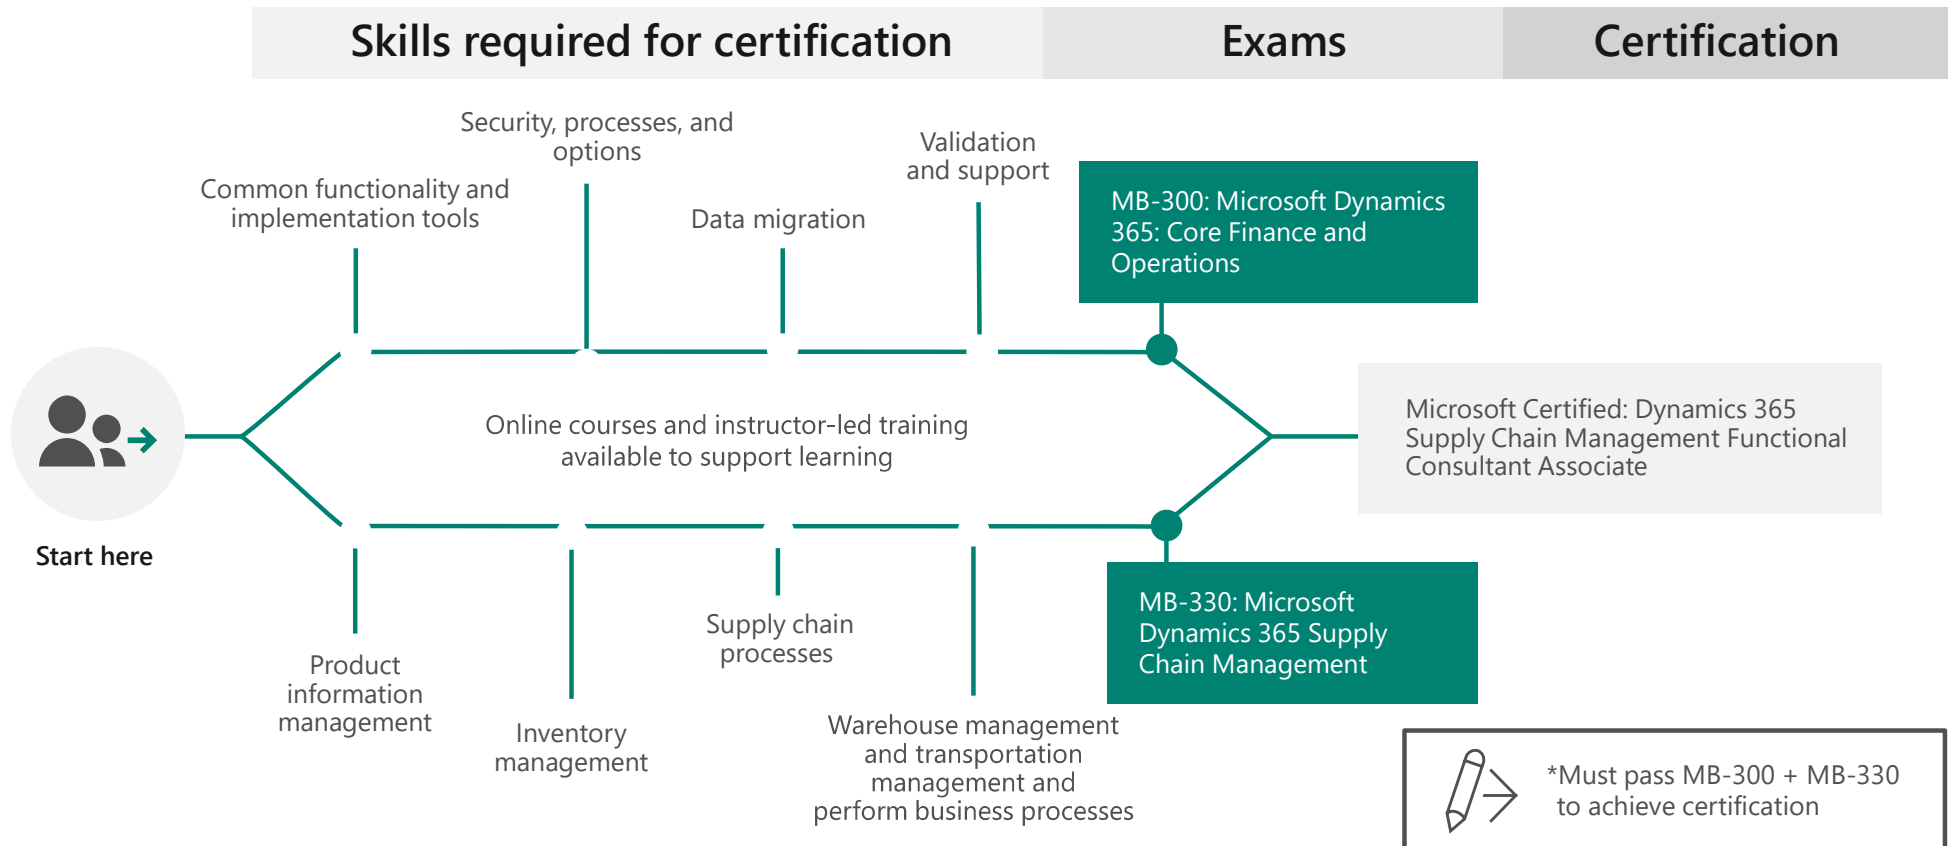 Skills required for certification
Exams
Certification
Security, processes, and
options
Validation
and support
Common functionality and
implementation tools
Data migration
MB-300: Microsoft Dynamics
365: Core Finance and
Operations
Online courses and instructor-led training
available to support learning
Microsoft Certified: Dynamics 365
Supply Chain Management Functional
Consultant Associate
Start here
Product
information
management
Inventory
management
Supply chain
processes
Warehouse management
and transportation
management and
perform business processes
MB-330: Microsoft
Dynamics 365 Supply
Chain Management
*Must pass MB-300 + MB-330
to achieve certification